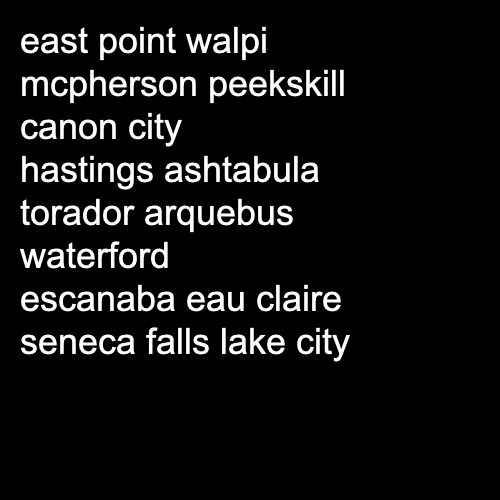 east point walpi
mcpherson peekskill
canon city
hastings ashtabula
torador arquebus
waterford
escanaba eau claire
seneca falls lake city